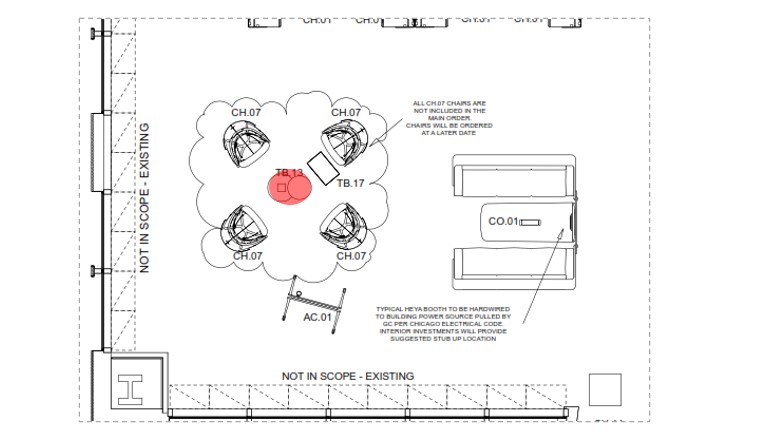 CH.01
CH.0
CH.01
CH.01
CH.07
CH.07
ALL CH.07 CHAIRS ARE
NOT INCLUDED IN THE
MAIN ORDER.
CHAIRS WILL BE ORDERED
AT A LATER DATE
NOT IN SCOPE - EXISTING
TB.13
TB.17
CO.01
CH.07
CH.07
AC.01
TYPICAL HEYA BOOTH TO BE HARDWIRED
TO BUILDING POWER SOURCE PULLED BY
GC PER CHICAGO ELECTRICAL CODE.
INTERIOR INVESTMENTS WILL PROVIDE
SUGGESTED STUB UP LOCATION
NOT IN SCOPE - EXISTING